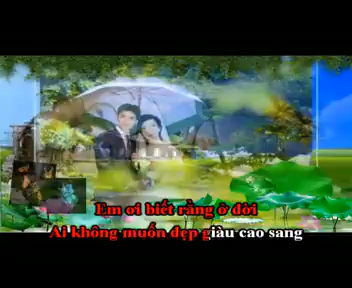 Em ơi biết rằng ở đời
Ai không muốn đẹp giàu cao sang